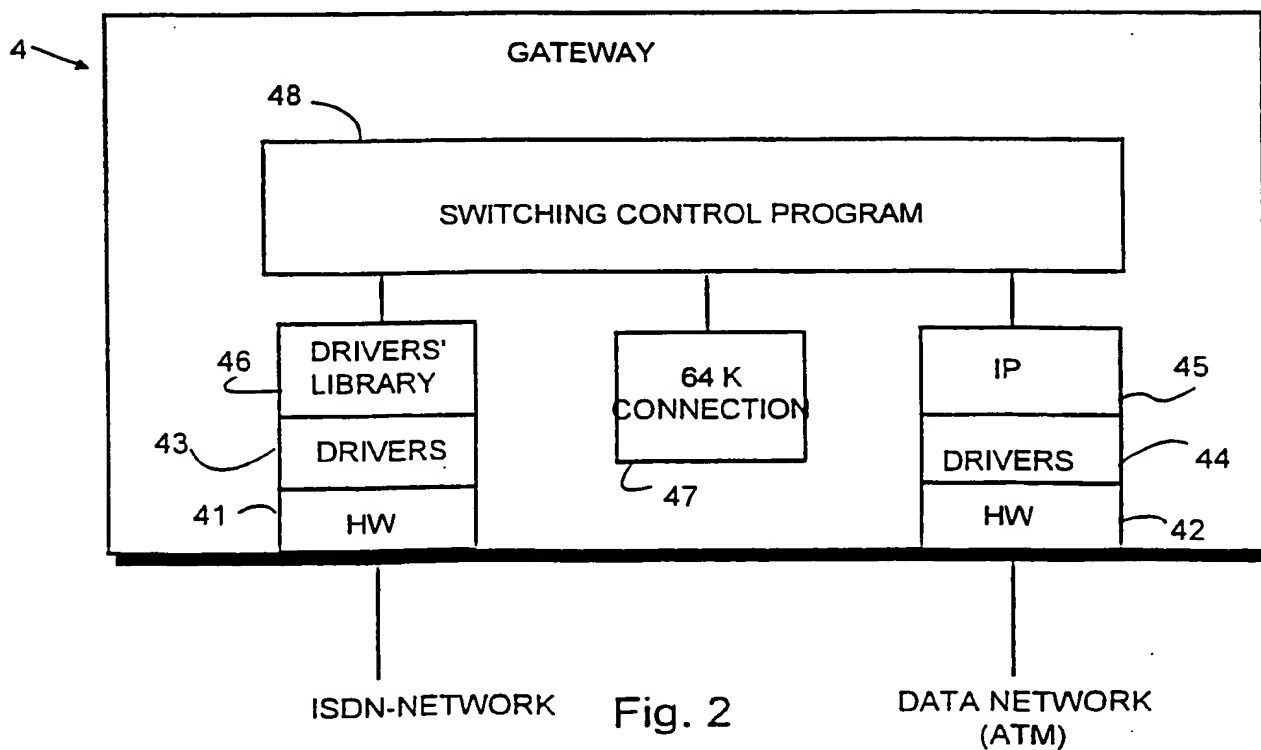 4
GATEWAY
48
SWITCHING CONTROL PROGRAM
46
DRIVERS'
LIBRARY
64 K
CONNECTION
IP
45
43
DRIVERS
DRIVERS
44
47
41
HW
HW
42
ISDN-NETWORK
Fig. 2
DATA NETWORK
(ATM)